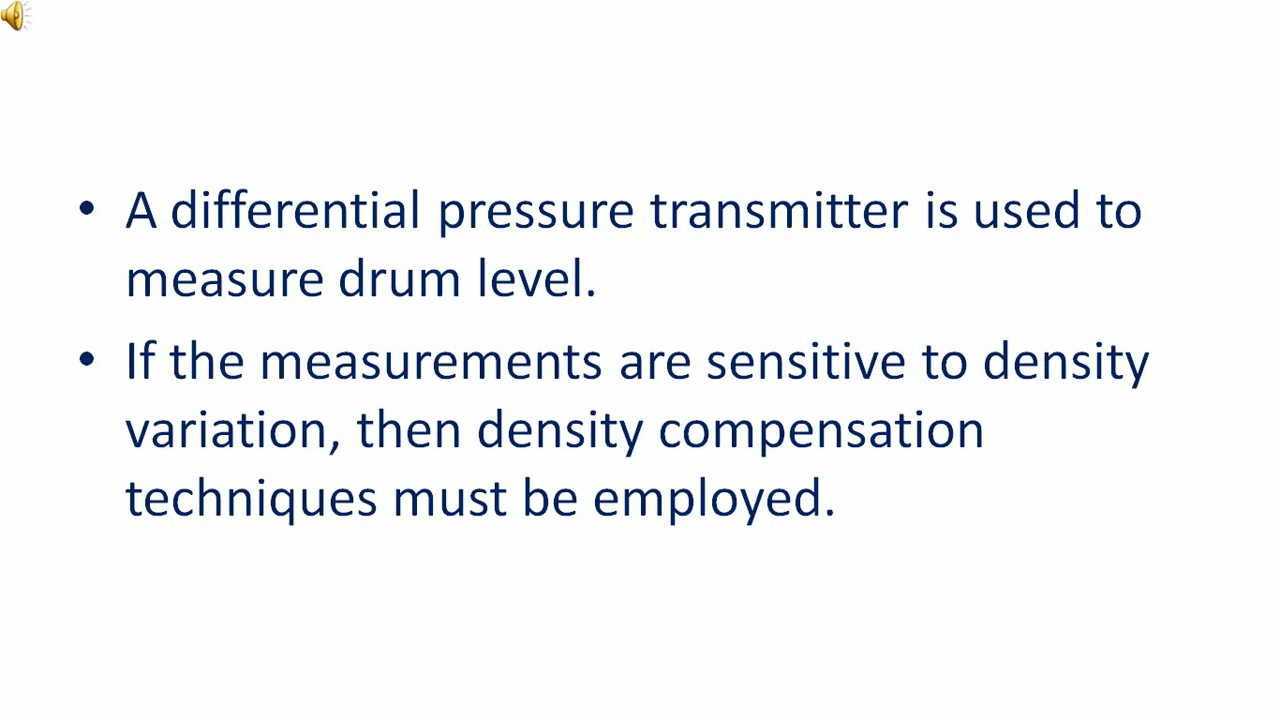 • A differential pressure transmitter is used to
measure drum level.
• If the measurements are sensitive to density
variation, then density compensation
techniques must be employed.